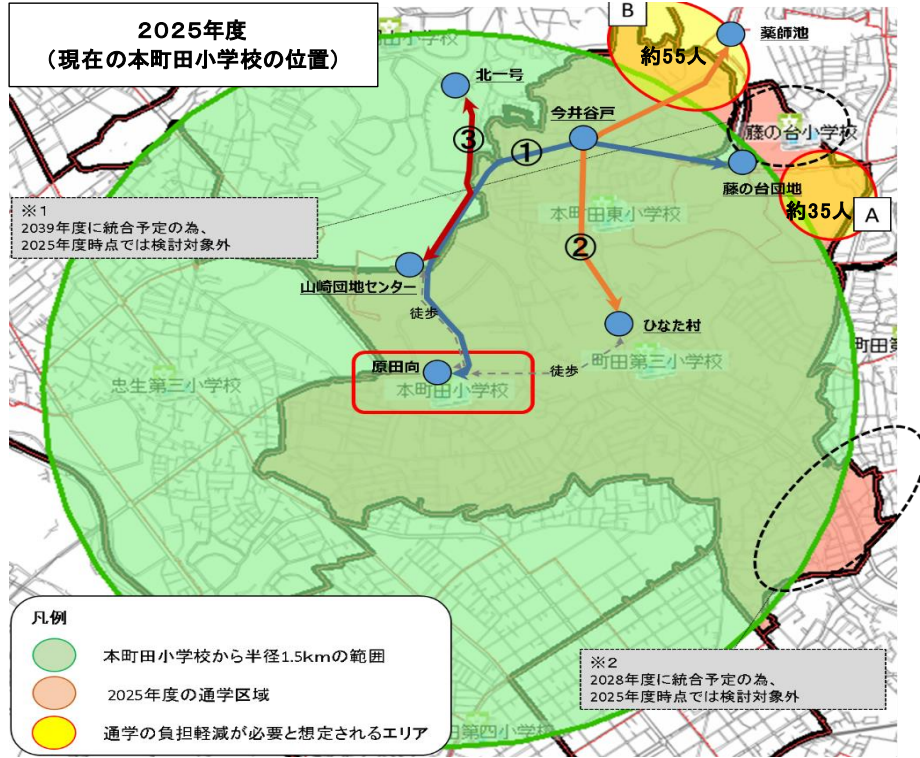 2025年度
（現在の本町田小学校の位置）
B
薬師池
約55人
北一号
今井谷戸
③
①
藤の台小学校
藤の台団地
約35人
A
※1
2039年度に統合予定の為、
2025年度時点では検討対象外
本町田東小学校
②
山崎団地センター
徒歩
ひなた村
原田向
徒歩
町田第三小学校
本町田小学校
忠生第三小学校
凡例
本町田小学校から半径1.5kmの範囲
2025年度の通学区域
通学の負担軽減が必要と想定されるエリア
※2
2028年度に統合予定の為、
2025年度時点では検討対象外
田第四小学校